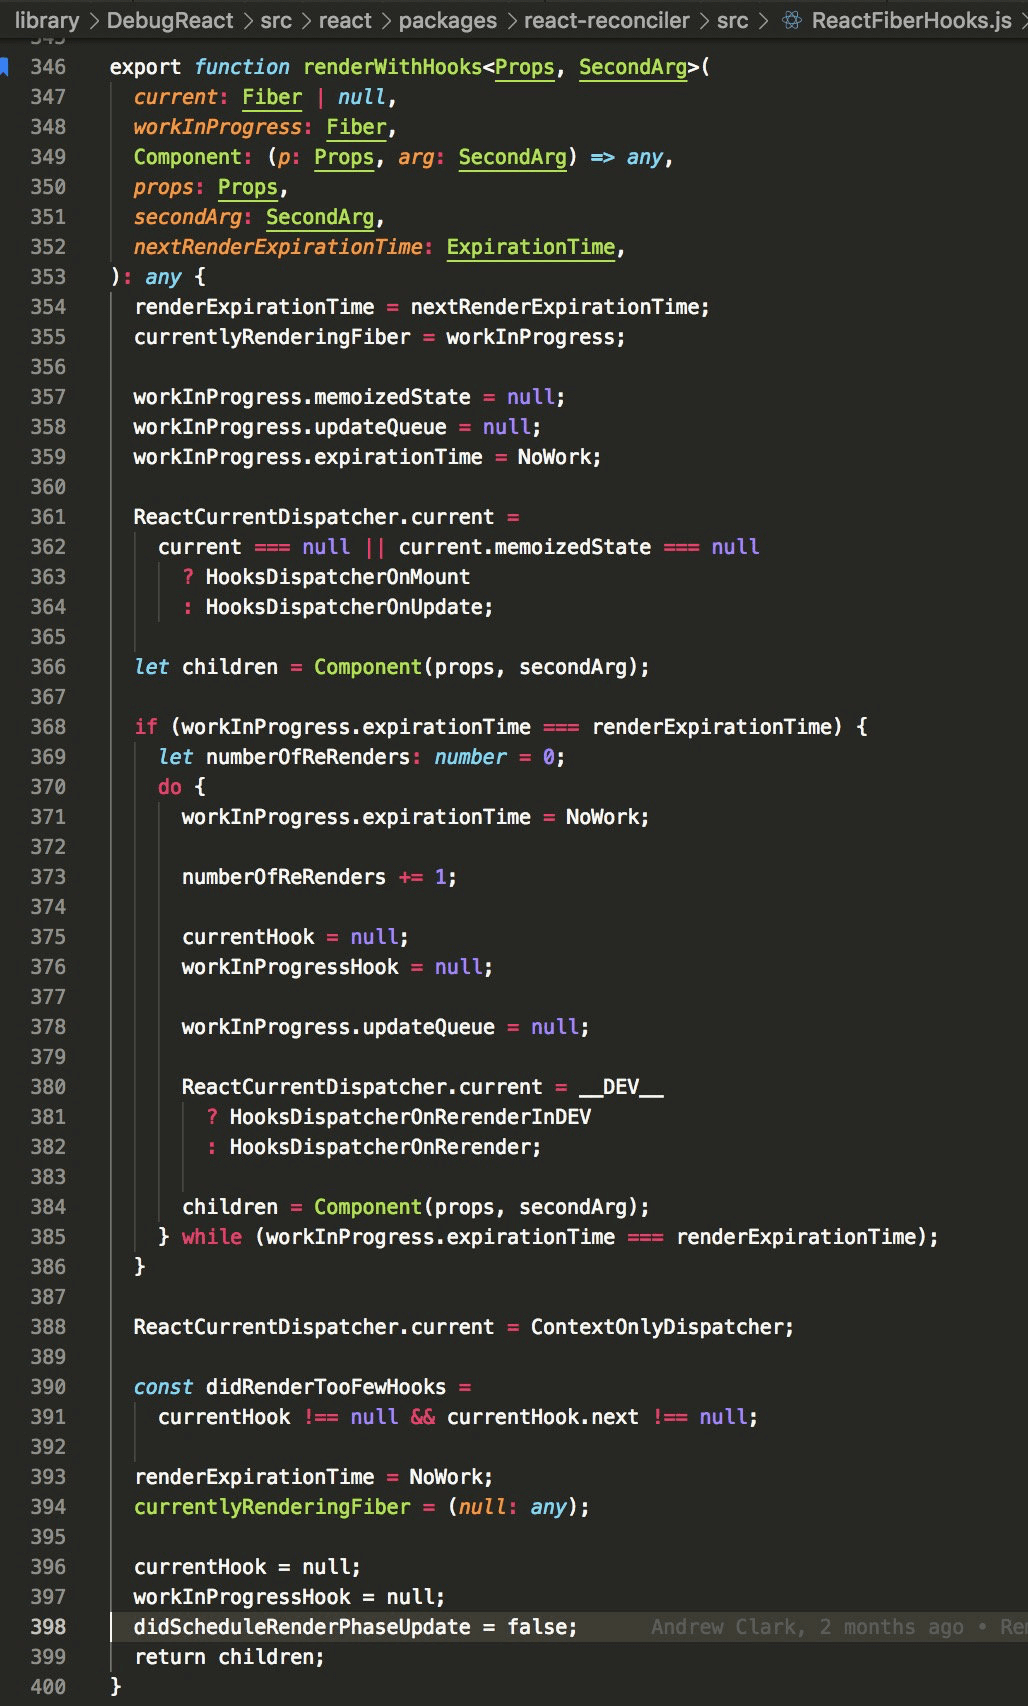 library > DebugReact > src > react > packages > react-reconciler > src > ReactFiberHooks.js >
345
346 export function renderWithHooks<Props, SecondArg>(
347 current: Fiber | null,
348 workInProgress: Fiber,
349 Component: (p: Props, arg: SecondArg) => any,
350 props: Props,
351 secondArg: SecondArg,
352 nextRenderExpirationTime: ExpirationTime,
353 ): any {
354 renderExpirationTime = nextRenderExpirationTime;
355 currentlyRenderingFiber = workInProgress;
356
357 workInProgress.memoizedState = null;
358 workInProgress.updateQueue = null;
359 workInProgress.expirationTime = NoWork;
360
361 ReactCurrentDispatcher.current =
362 current === null || current.memoizedState === null
363 ? HooksDispatcherOnMount
364 : HooksDispatcherOnUpdate;
365
366 let children = Component(props, secondArg);
367
368 if (workInProgress.expirationTime === renderExpirationTime) {
369 let numberOfReRenders: number = 0;
370 do {
371 workInProgress.expirationTime = NoWork;
372
373 numberOfReRenders += 1;
374
375 currentHook = null;
376 workInProgressHook = null;
377
378 workInProgress.updateQueue = null;
379
380 ReactCurrentDispatcher.current = __DEV__
381 ? HooksDispatcherOnRerenderInDEV
382 : HooksDispatcherOnRerender;
383
384 children = Component(props, secondArg);
385 } while (workInProgress.expirationTime === renderExpirationTime);
386 }
387
388 ReactCurrentDispatcher.current = ContextOnlyDispatcher;
389
390 const didRenderTooFewHooks =
391 currentHook !== null && currentHook.next !== null;
392
393 renderExpirationTime = NoWork;
394 currentlyRenderingFiber = (null: any);
395
396 currentHook = null;
397 workInProgressHook = null;
398 didScheduleRenderPhaseUpdate = false; Andrew Clark, 2 months ago •
399 return children;
400 }